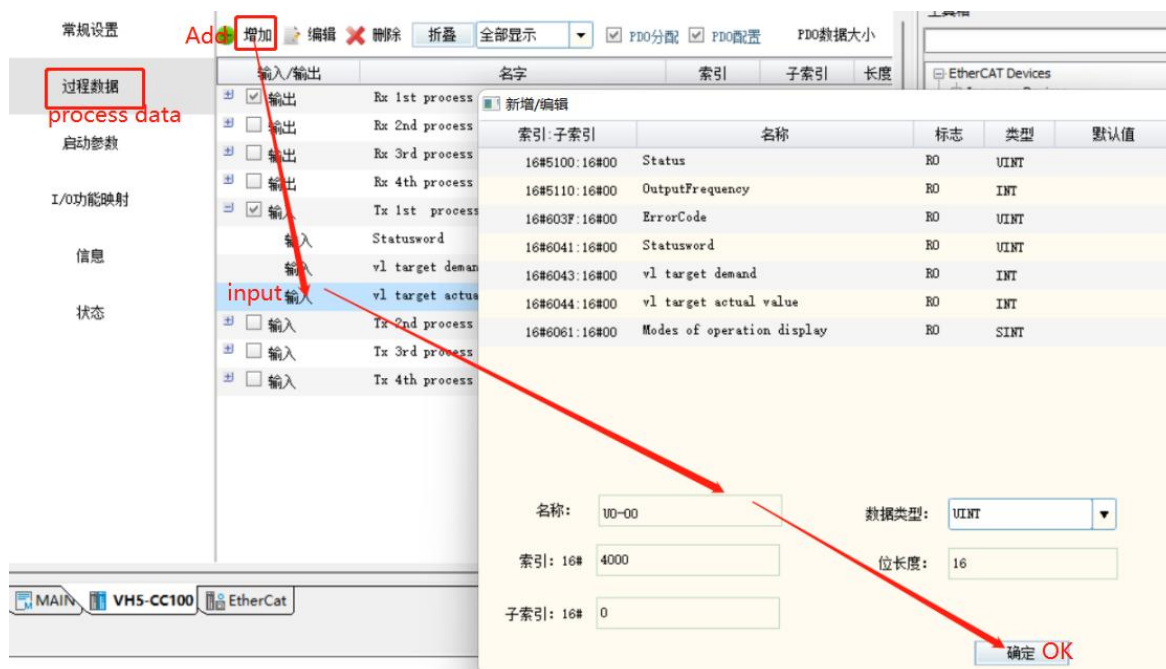 常规设置
过程数据
process data
启动参数
I/O功能映射
信息
状态
Add 增加 编辑 删除 折叠 全部显示 PDO分配 PDO配置 PDO数据大小
输入/输出 名字 索引 子索引 长度
输出 Rx 1st process
输出 Rx 2nd process
输出 Rx 3rd process
输出 Rx 4th process
输入 Tx 1st process
输入 Statusword
输入 vl target deman
input 输入 vl target actua
输入 Tx 2nd process
输入 Tx 3rd process
输入 Tx 4th process
EtherCAT Devices
新增/编辑
索引:子索引 名称 标志 类型 默认值
16#5100:16#00 Status RO UINT
16#5110:16#00 OutputFrequency RO INT
16#603F:16#00 ErrorCode RO UINT
16#6041:16#00 Statusword RO UINT
16#6043:16#00 vl target demand RO INT
16#6044:16#00 vl target actual value RO INT
16#6061:16#00 Modes of operation display RO SINT
名称: U0-00 数据类型: UINT
索引: 16# 4000 位长度: 16
子索引: 16# 0
确定 OK
MAIN VH5-CC100 EtherCat